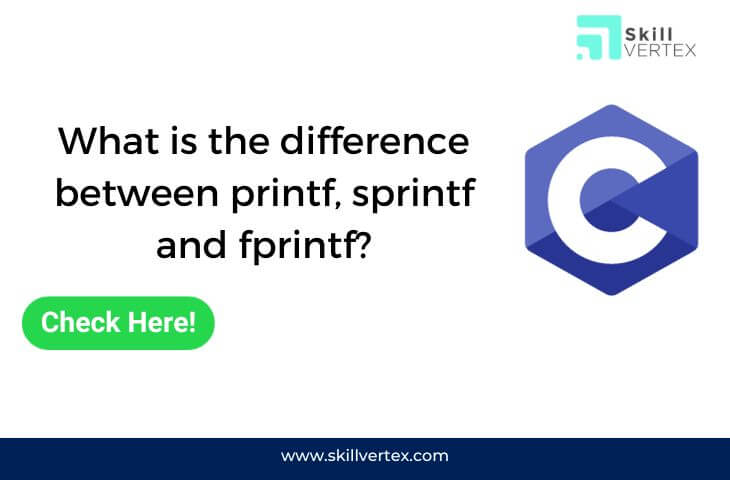 Skill
VERTEX
What is the difference
between printf, sprintf
and fprintf?
Check Here!
www.skillvertex.com